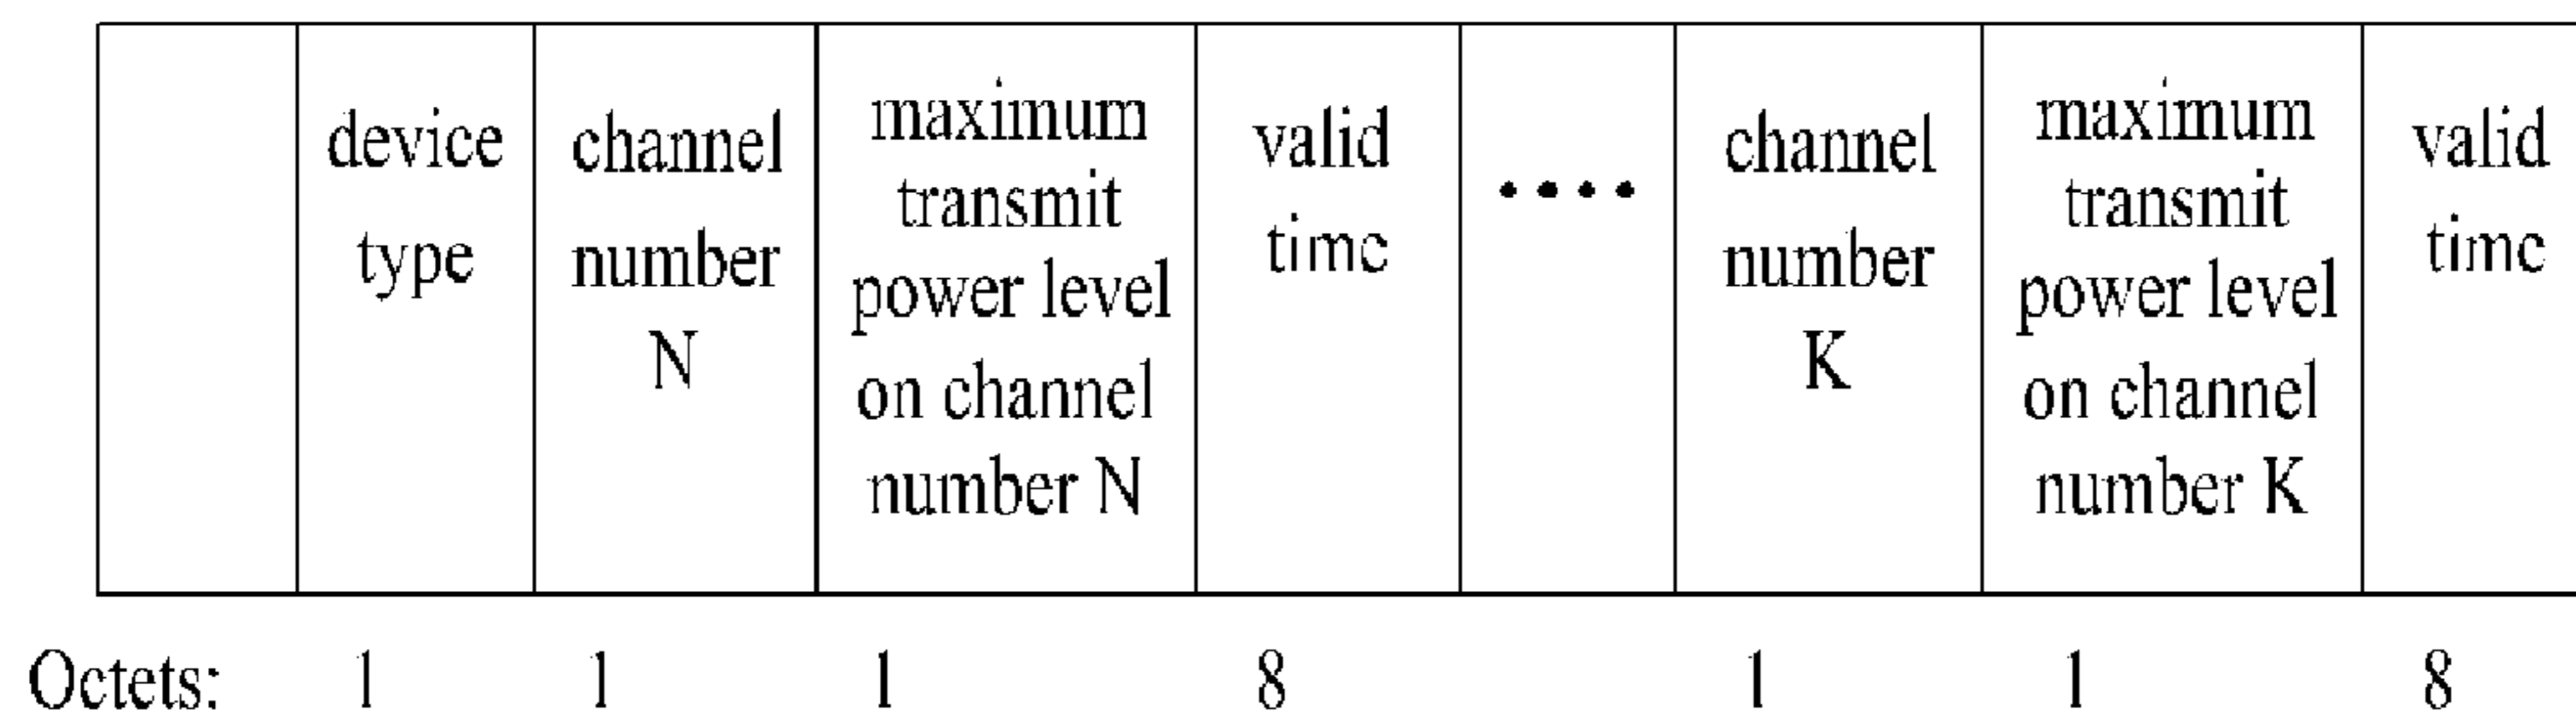 device
type
channel
number
N
maximum
transmit
power level
on channel
number N
valid
time
....
channel
number
K
maximum
transmit
power level
on channel
number K
valid
time
Octets: 1 1 1 8 1 1 8